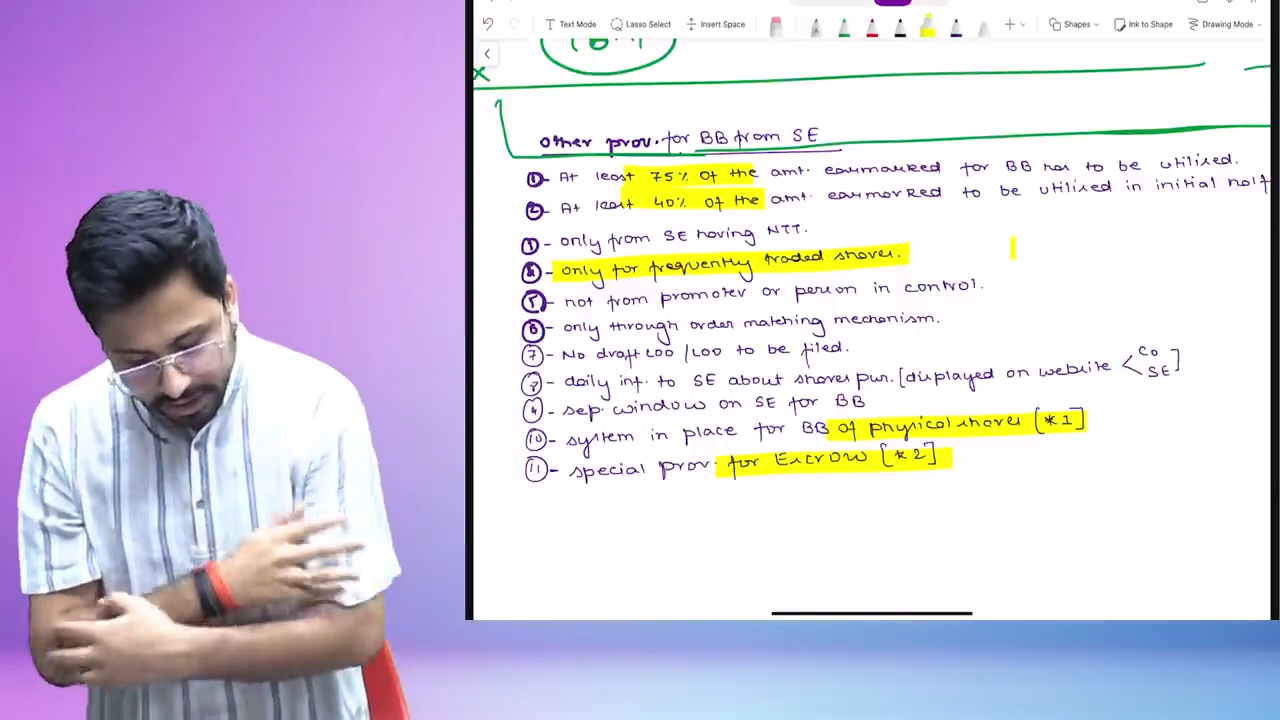 Text Mode Lasso Select Insert Space Shapes Ink to Shape Drawing Mode
other prov. for BB from SE
① - At least 75% of the amt. earmarked for BB has to be utilised.
② - At least 40% of the amt. earmarked to be utilised in initial half
③ - only from SE having NTT.
④ - only for frequently traded shares.
⑤ - not from promoter or person in control.
⑥ - only through order matching mechanism.
⑦ - No draft LOO / LOO to be filed.
⑧ - daily inf. to SE about shares pur. [displayed on website < CO SE]
⑨ - sep. window on SE for BB
⑩ - system in place for BB of physical shares [*1]
⑪ - special prov. for Escrow [*2]